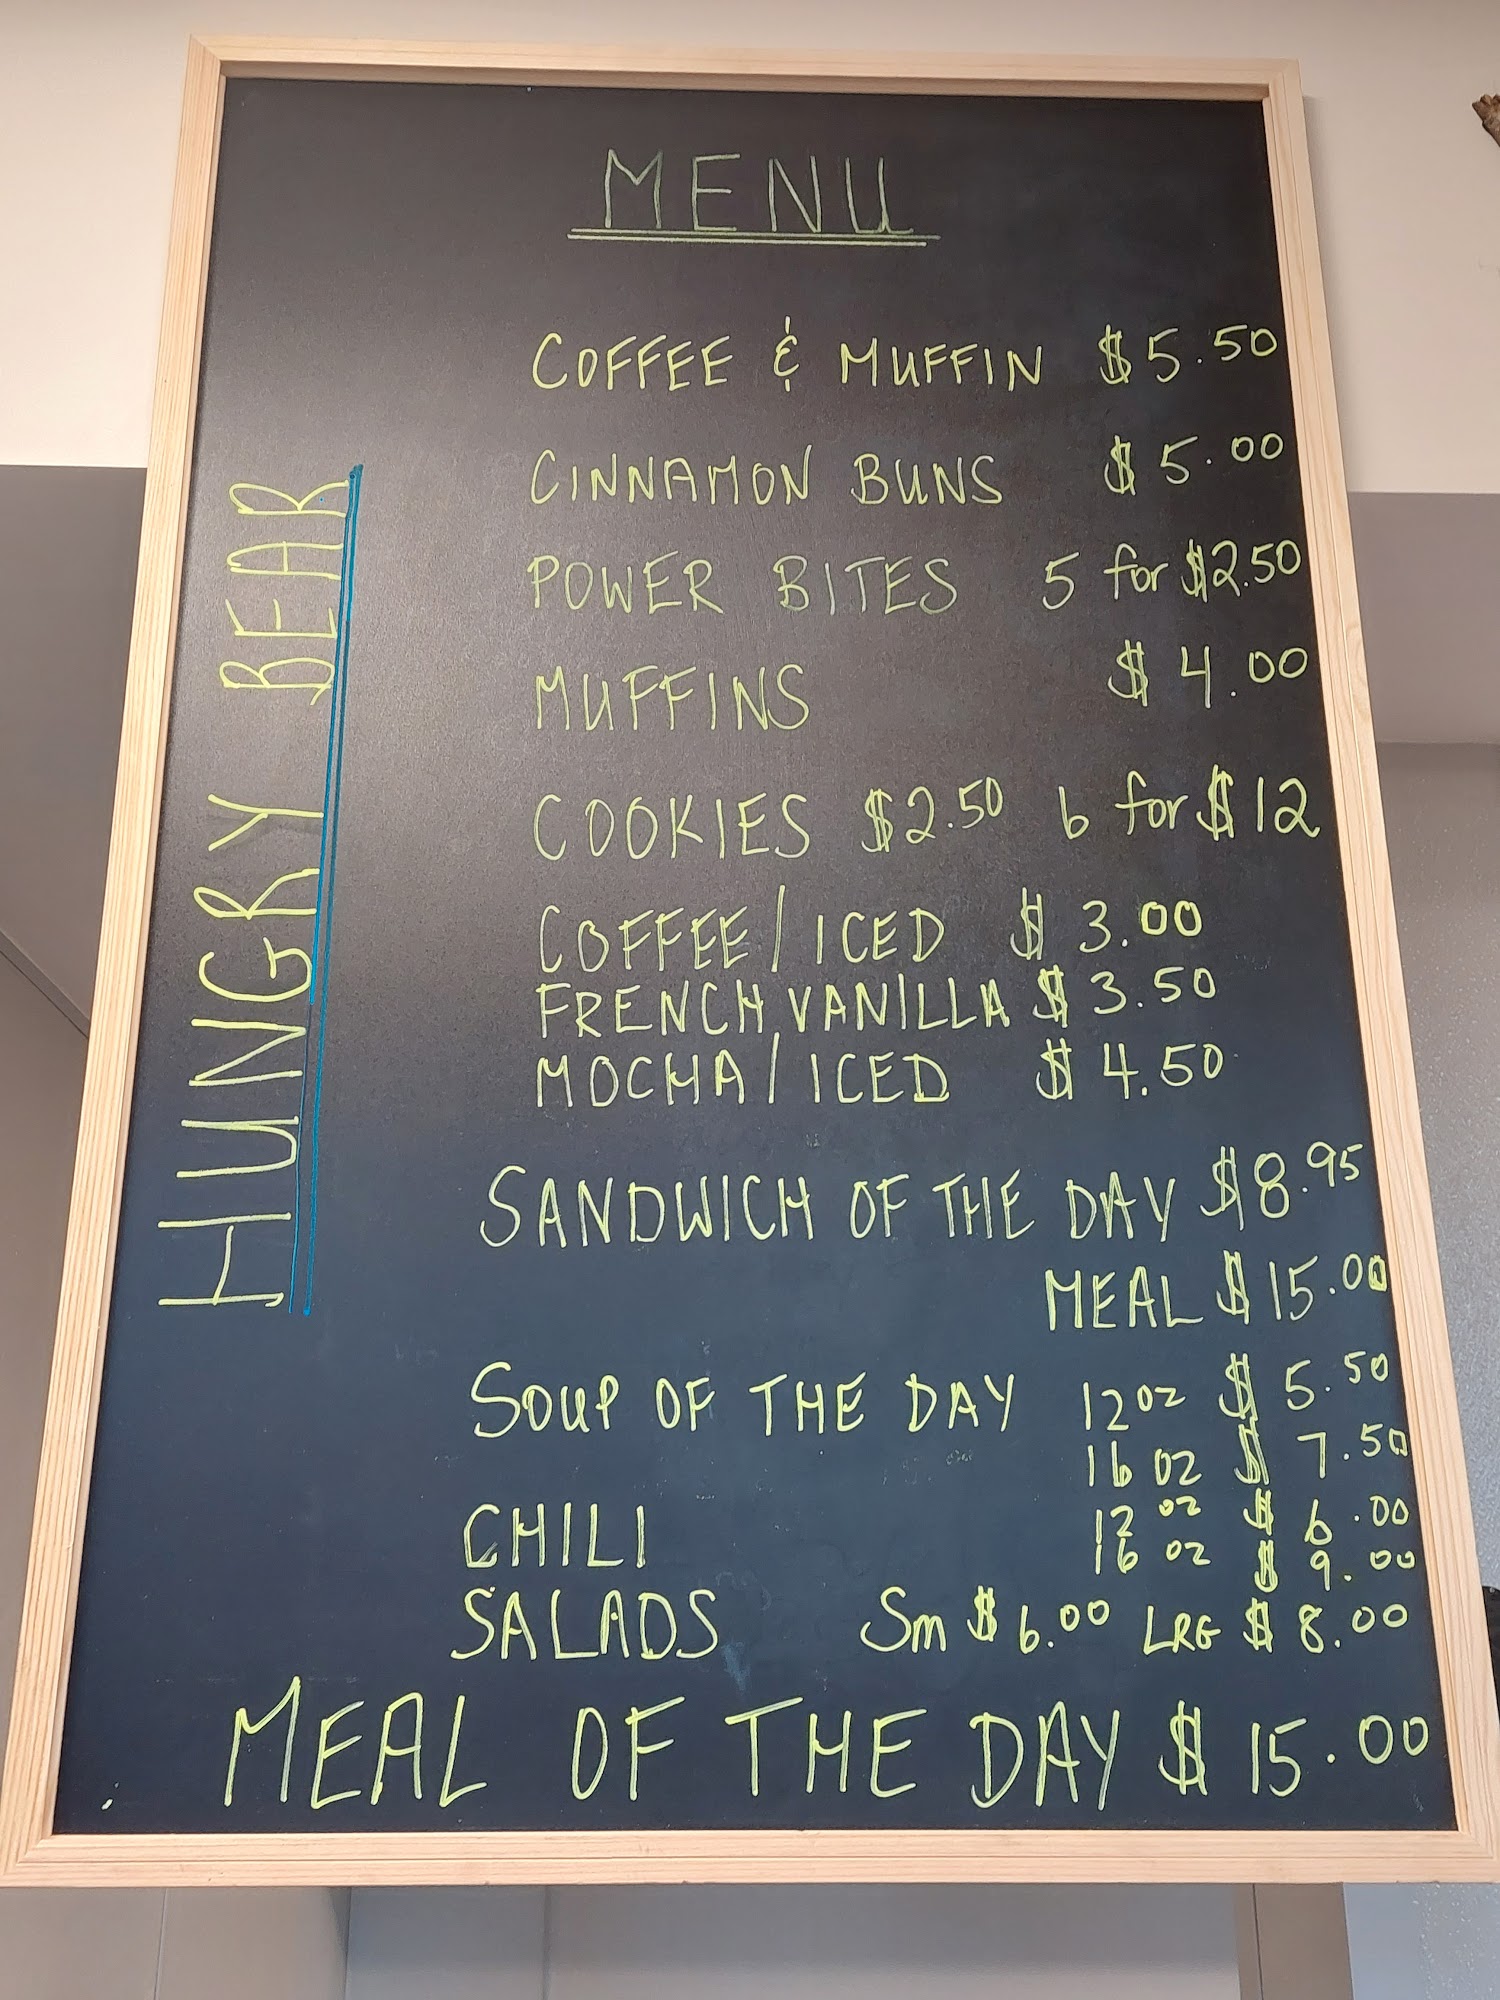 MENU
COFFEE & MUFFIN $5.50
CINNAMON BUNS $5.00
POWER BITES 5 for $2.50
MUFFINS $4.00
COOKIES $2.50 6 for $12
COFFEE/ICED $3.00
FRENCH VANILLA $3.50
MOCHA/ICED $4.50
HUNGRY BEAR
SANDWICH OF THE DAY $8.95
MEAL $15.00
SOUP OF THE DAY 12oz $5.50
16oz $7.50
CHILI 12oz $6.00
16oz $9.00
SALADS Sm $6.00 LRG $8.00
MEAL OF THE DAY $15.00